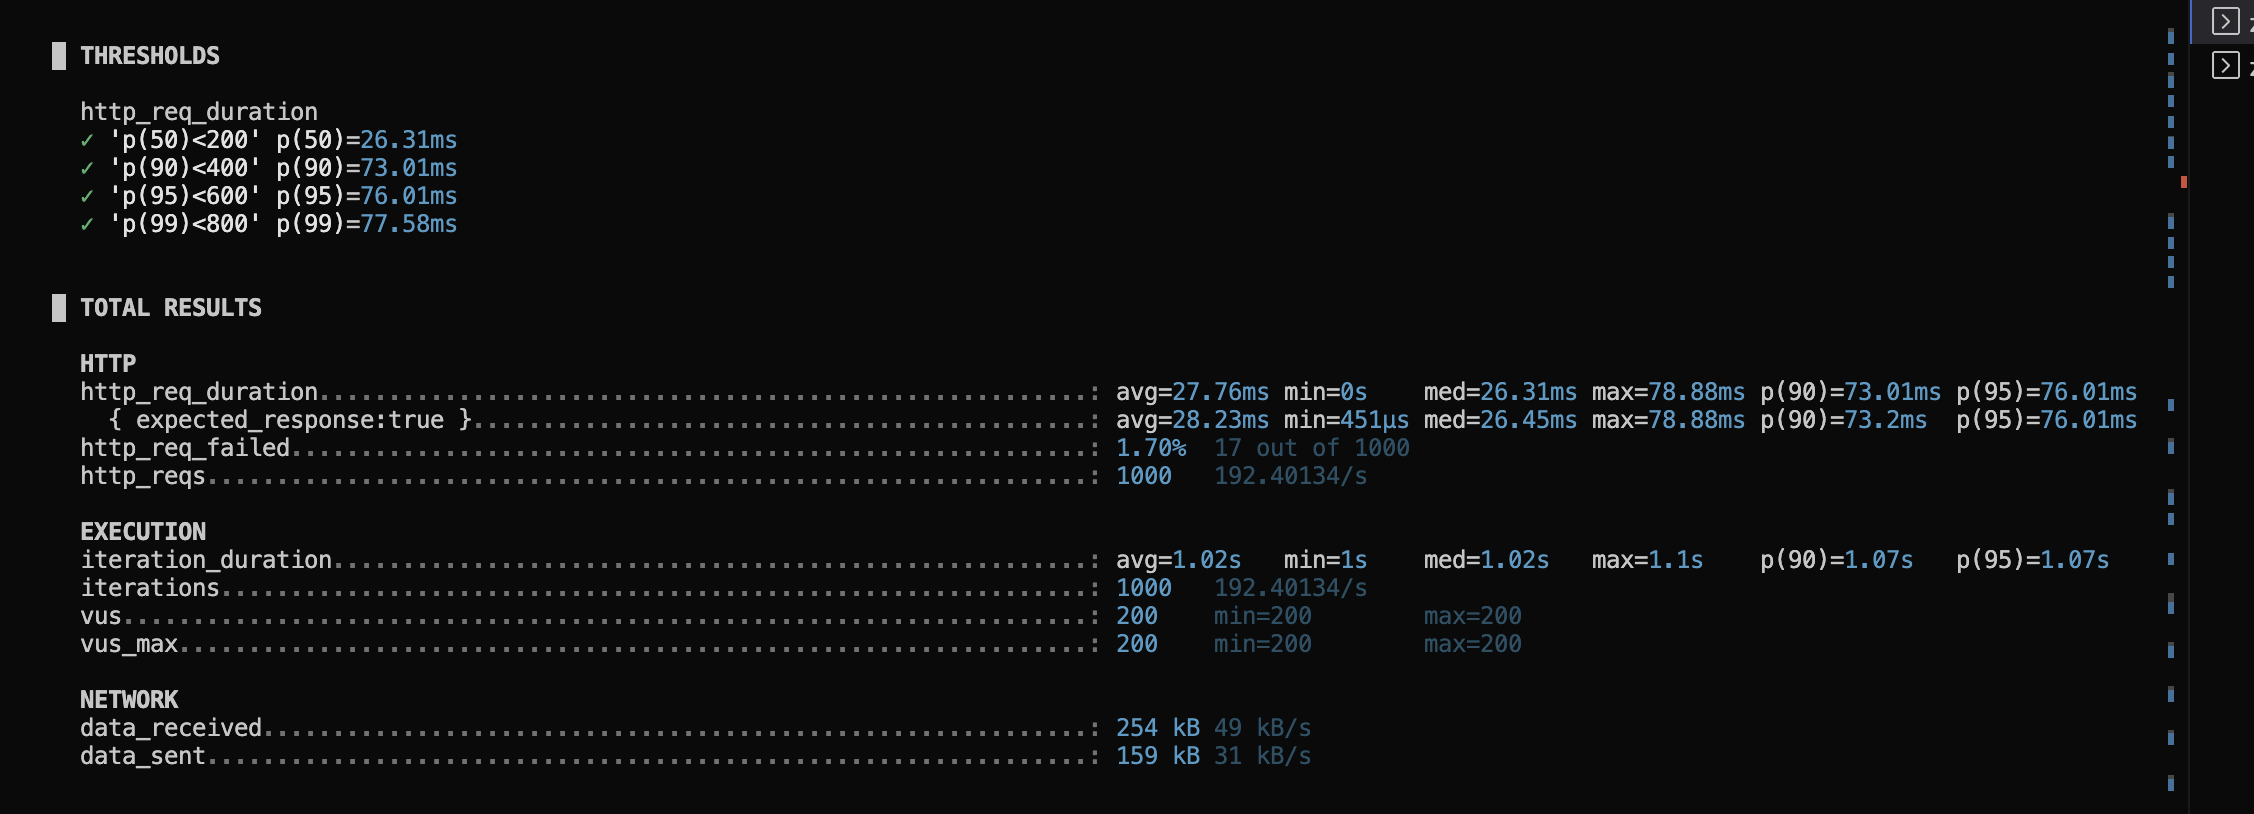 THRESHOLDS
http_req_duration
✓ 'p(50)<200' p(50)=26.31ms
✓ 'p(90)<400' p(90)=73.01ms
✓ 'p(95)<600' p(95)=76.01ms
✓ 'p(99)<800' p(99)=77.58ms
TOTAL RESULTS
HTTP
http_req_duration.......................................................: avg=27.76ms min=0s    med=26.31ms max=78.88ms p(90)=73.01ms p(95)=76.01ms
  { expected_response:true }............................................: avg=28.23ms min=451µs med=26.45ms max=78.88ms p(90)=73.2ms  p(95)=76.01ms
http_req_failed.........................................................: 1.70%  17 out of 1000
http_reqs...............................................................: 1000   192.40134/s
EXECUTION
iteration_duration......................................................: avg=1.02s   min=1s    med=1.02s   max=1.1s    p(90)=1.07s   p(95)=1.07s
iterations..............................................................: 1000   192.40134/s
vus.....................................................................: 200    min=200        max=200
vus_max.................................................................: 200    min=200        max=200
NETWORK
data_received...........................................................: 254 kB 49 kB/s
data_sent...............................................................: 159 kB 31 kB/s